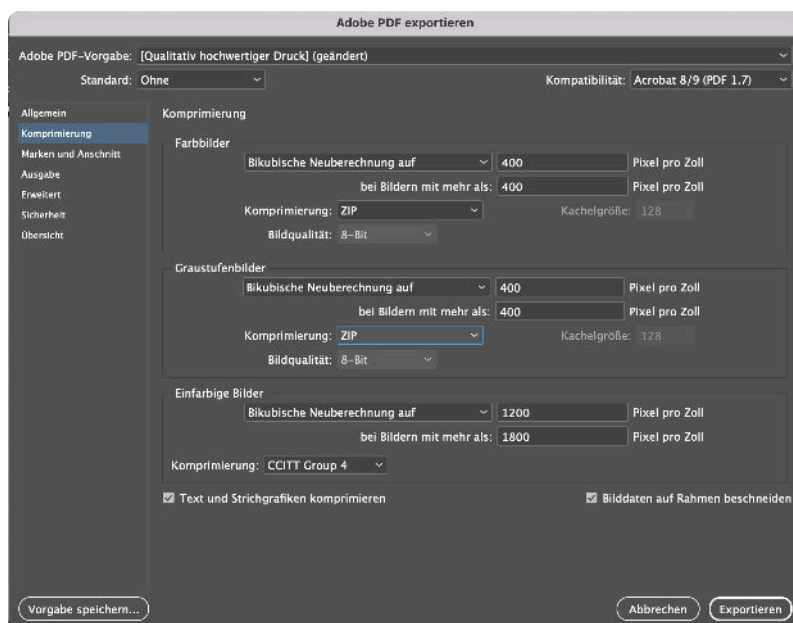 Adobe PDF exportieren
Adobe PDF-Vorgabe: [Qualitativ hochwertiger Druck] (geändert)
Standard: Ohne Kompatibilität: Acrobat 8/9 (PDF 1.7)
Allgemein
Komprimierung
Marken und Anschnitt
Ausgabe
Erweitert
Sicherheit
Übersicht
Komprimierung
Farbbilder
Bikubische Neuberechnung auf 400 Pixel pro Zoll
bei Bildern mit mehr als: 400 Pixel pro Zoll
Komprimierung: ZIP Kachelgröße: 128
Bildqualität: 8-Bit
Graustufenbilder
Bikubische Neuberechnung auf 400 Pixel pro Zoll
bei Bildern mit mehr als: 400 Pixel pro Zoll
Komprimierung: ZIP Kachelgröße: 128
Bildqualität: 8-Bit
Einfarbige Bilder
Bikubische Neuberechnung auf 1200 Pixel pro Zoll
bei Bildern mit mehr als: 1800 Pixel pro Zoll
Komprimierung: CCITT Group 4
Text und Strichgrafiken komprimieren Bilddaten auf Rahmen beschneiden
Vorgabe speichern... Abbrechen Exportieren